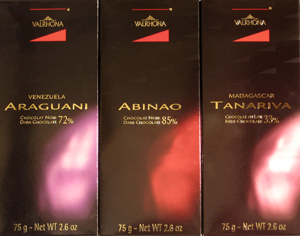 VALRHONA
VENEZUELA
ARAGUANI
CHOCOLAT NOIR
DARK CHOCOLATE 72%
75 g - Net WT 2.6 oz
VALRHONA
ABINAO
CHOCOLAT NOIR
DARK CHOCOLATE 85%
75 g - Net WT 2.6 oz
VALRHONA
MADAGASCAR
TANARIVA
CHOCOLAT AU LAIT
MILK CHOCOLATE 33%
75 g - Net WT 2.6 oz